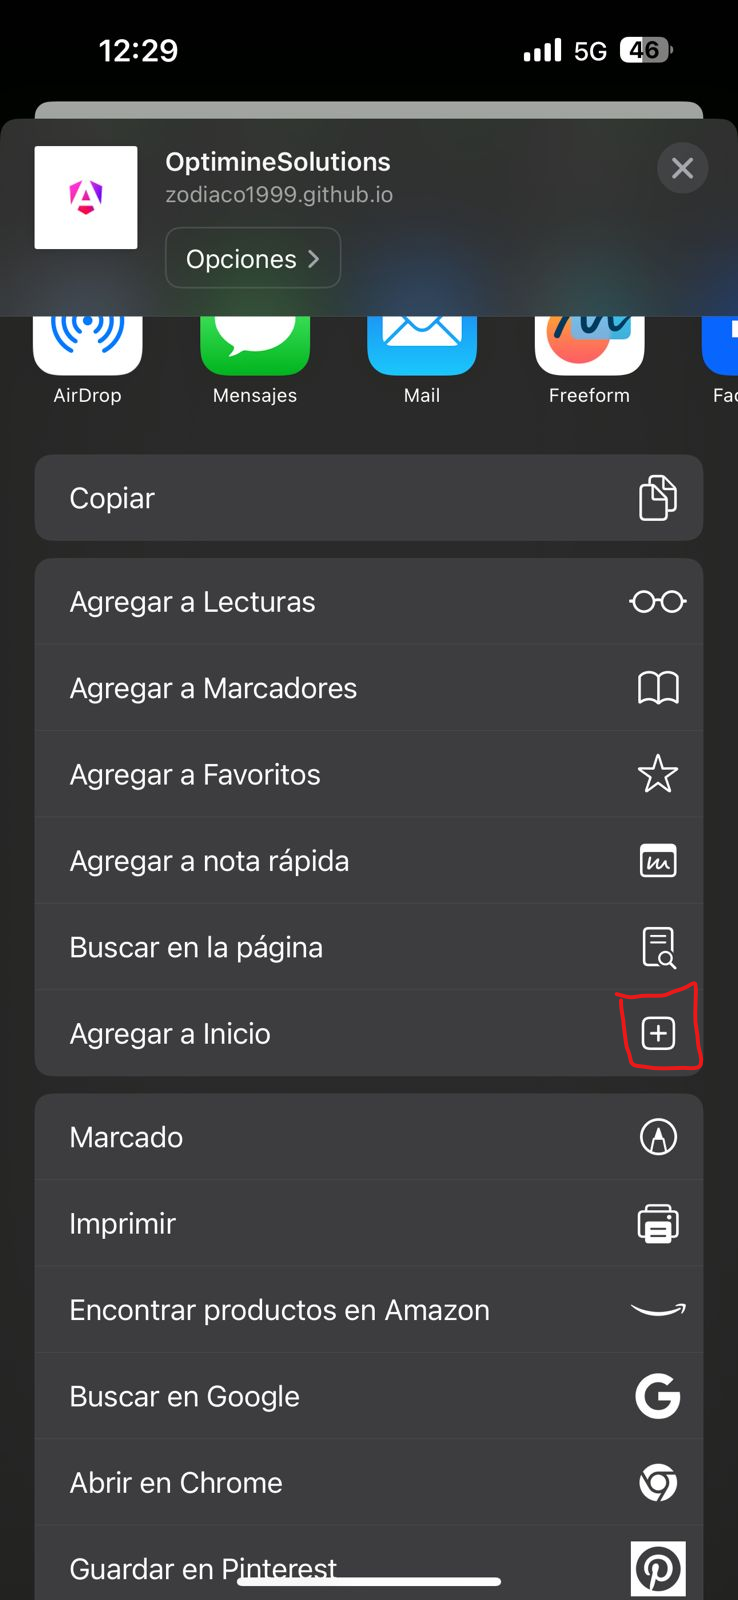 12:29
5G 46
OptimineSolutions
zodiaco1999.github.io
Opciones
AirDrop
Mensajes
Mail
Freeform
Copiar
Agregar a Lecturas
Agregar a Marcadores
Agregar a Favoritos
Agregar a nota rápida
Buscar en la página
Agregar a Inicio
Marcado
Imprimir
Encontrar productos en Amazon
Buscar en Google
Abrir en Chrome
Guardar en Pinterest